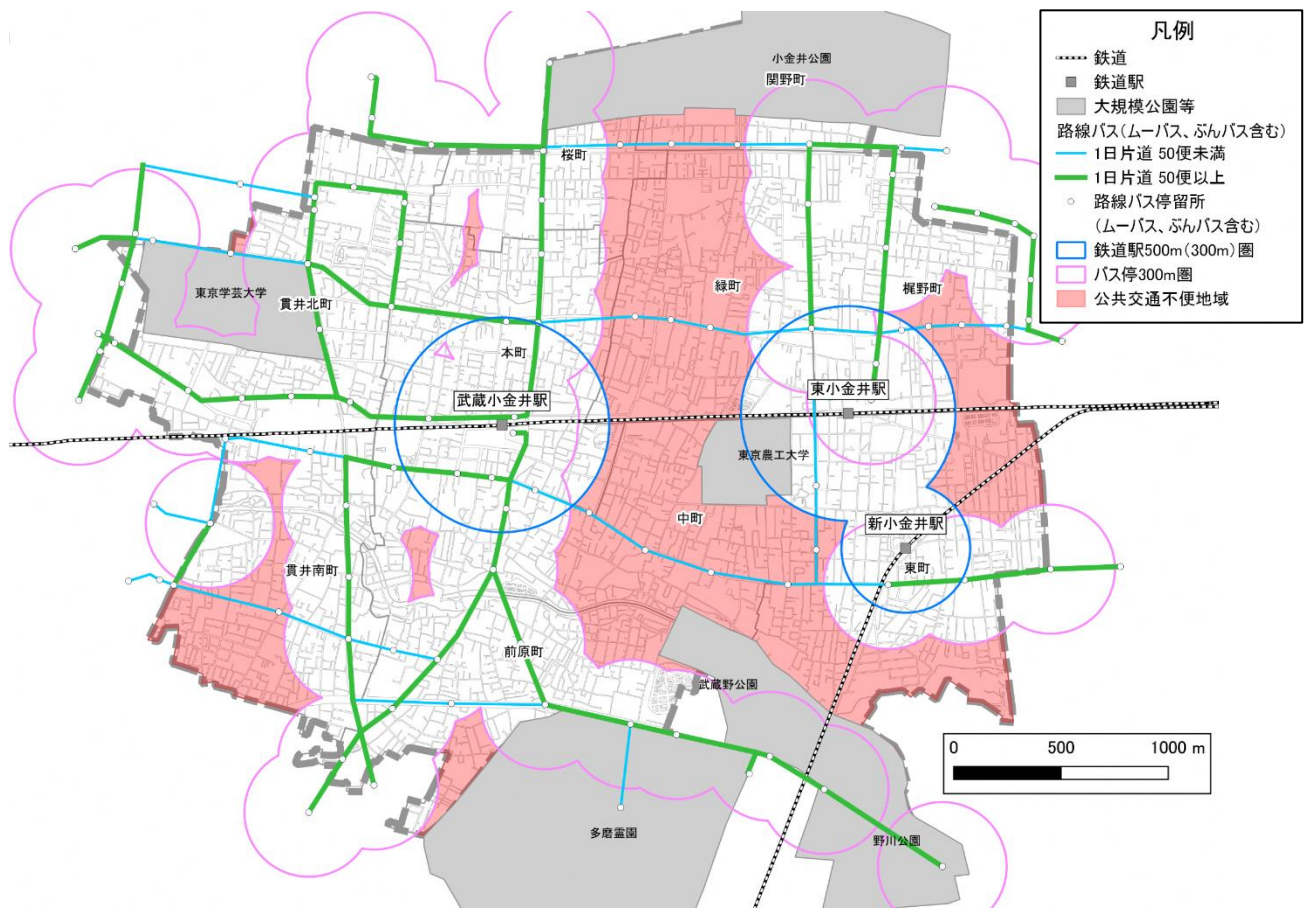 凡例
鉄道
鉄道駅
大規模公園等
路線バス(ムーバス、ぶんバス含む)
1日片道 50便未満
1日片道 50便以上
路線バス停留所
(ムーバス、ぶんバス含む)
鉄道駅500m(300m)圏
バス停300m圏
公共交通不便地域
小金井公園
関野町
桜町
緑町
梶野町
東京学芸大学
貫井北町
本町
武蔵小金井駅
東小金井駅
東京農工大学
中町
新小金井駅
東町
貫井南町
前原町
武蔵野公園
多磨霊園
野川公園
0 500 1000 m